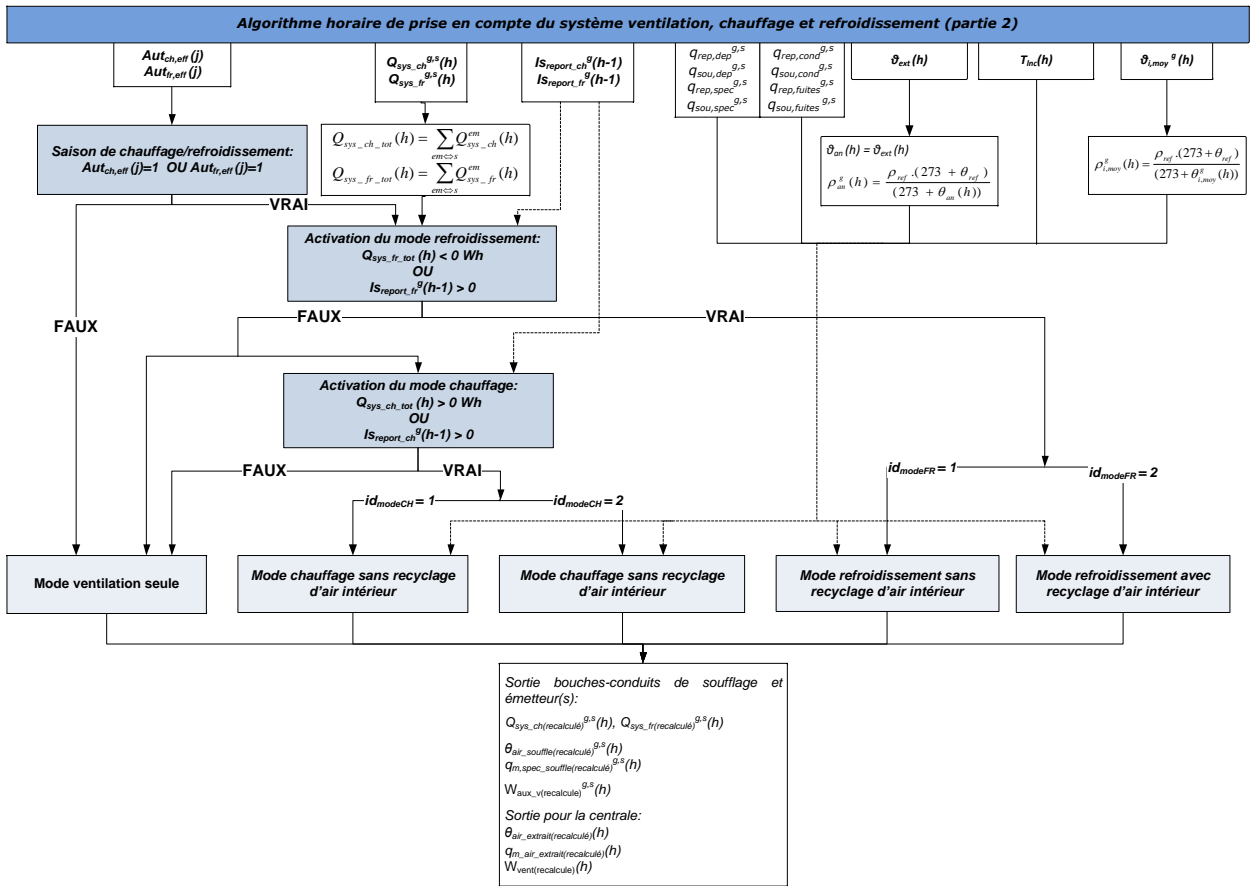 Algorithme horaire de prise en compte du système ventilation, chauffage et refroidissement (partie 2)
Aut_ch,eff (j)
Aut_fr,eff (j)
Q_sys_ch^g,s (h)
Q_sys_fr^g,s (h)
Is_report_ch^g (h-1)
Is_report_fr^g (h-1)
q_rep,dep^g,s
q_sou,dep^g,s
q_rep,spec^g,s
q_sou,spec^g,s
q_rep,cond^g,s
q_sou,cond^g,s
q_rep,fuites^g,s
q_sou,fuites^g,s
ϑ_ext (h)
T_Inc (h)
ϑ_i,moy^g (h)
Saison de chauffage/refroidissement:
Aut_ch,eff (j)=1 OU Aut_fr,eff (j)=1
Q_sys_ch_tot (h) = ∑_em⇔s Q_sys_ch^em (h)
Q_sys_fr_tot (h) = ∑_em⇔s Q_sys_fr^em (h)
ϑ_an (h) = ϑ_ext (h)
ρ_an^g (h) = ρ_ref .(273 + θ_ref) / (273 + θ_an (h))
ρ_i,moy^g (h) = ρ_ref .(273 + θ_ref) / (273 + θ_i,moy^g (h))
VRAI
Activation du mode refroidissement:
Q_sys_fr_tot (h) < 0 Wh
OU
Is_report_fr^g (h-1) > 0
FAUX
FAUX
VRAI
Activation du mode chauffage:
Q_sys_ch_tot (h) > 0 Wh
OU
Is_report_ch^g (h-1) > 0
FAUX
VRAI
id_modeCH = 1
id_modeCH = 2
id_modeFR = 1
id_modeFR = 2
Mode ventilation seule
Mode chauffage sans recyclage
d'air intérieur
Mode chauffage sans recyclage
d'air intérieur
Mode refroidissement sans
recyclage d'air intérieur
Mode refroidissement avec
recyclage d'air intérieur
Sortie bouches-conduits de soufflage et
émetteur(s):
Q_sys_ch(recalculé)^g,s (h), Q_sys_fr(recalculé)^g,s (h)
θ_air_souffle(recalculé)^g,s (h)
q_m,spec_souffle(recalculé)^g,s (h)
W_aux_v(recalcule)^g,s (h)
Sortie pour la centrale:
θ_air_extrait(recalculé) (h)
q_m_air_extrait(recalculé) (h)
W_vent(recalcule) (h)